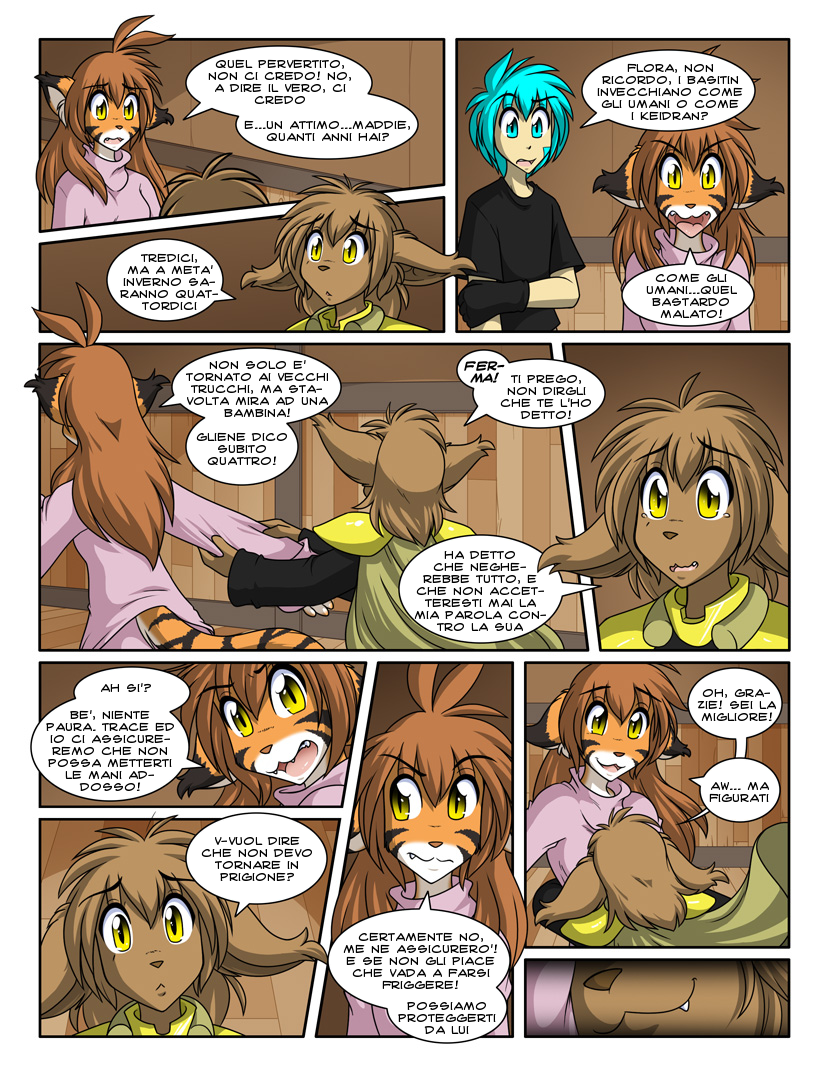 QUEL PERVERTITO,
NON CI CREDO! NO,
A DIRE IL VERO, CI
CREDO
E...UN ATTIMO...MADDIE,
QUANTI ANNI HAI?
FLORA, NON
RICORDO, I BASITIN
INVECCHIANO COME
GLI UMANI O COME
I KEIDRAN?
COME GLI
UMANI...QUEL
BASTARDO
MALATO!
TREDICI,
MA A META'
INVERNO SA-
RANNO QUAT-
TORDICI
NON SOLO E'
TORNATO AI VECCHI
TRUCCHI, MA STA-
VOLTA MIRA AD UNA
BAMBINA!
GLIENE DICO
SUBITO
QUATTRO!
FER-
MA!
TI PREGO,
NON DIRGLI
CHE TE L'HO
DETTO!
HA DETTO
CHE NEGHE-
REBBE TUTTO, E
CHE NON ACCET-
TERESTI MAI LA
MIA PAROLA CON-
TRO LA SUA
AH SI'?
BE', NIENTE
PAURA. TRACE ED
IO CI ASSICURE-
REMO CHE NON
POSSA METTERTI
LE MANI AD-
DOSSO!
V-VUOL DIRE
CHE NON DEVO
TORNARE IN
PRIGIONE?
CERTAMENTE NO,
ME NE ASSICURERO'!
E SE NON GLI PIACE
CHE VADA A FARSI
FRIGGERE!
POSSIAMO
PROTEGGERTI
DA LUI
OH, GRA-
ZIE! SEI LA
MIGLIORE!
AW... MA
FIGURATI